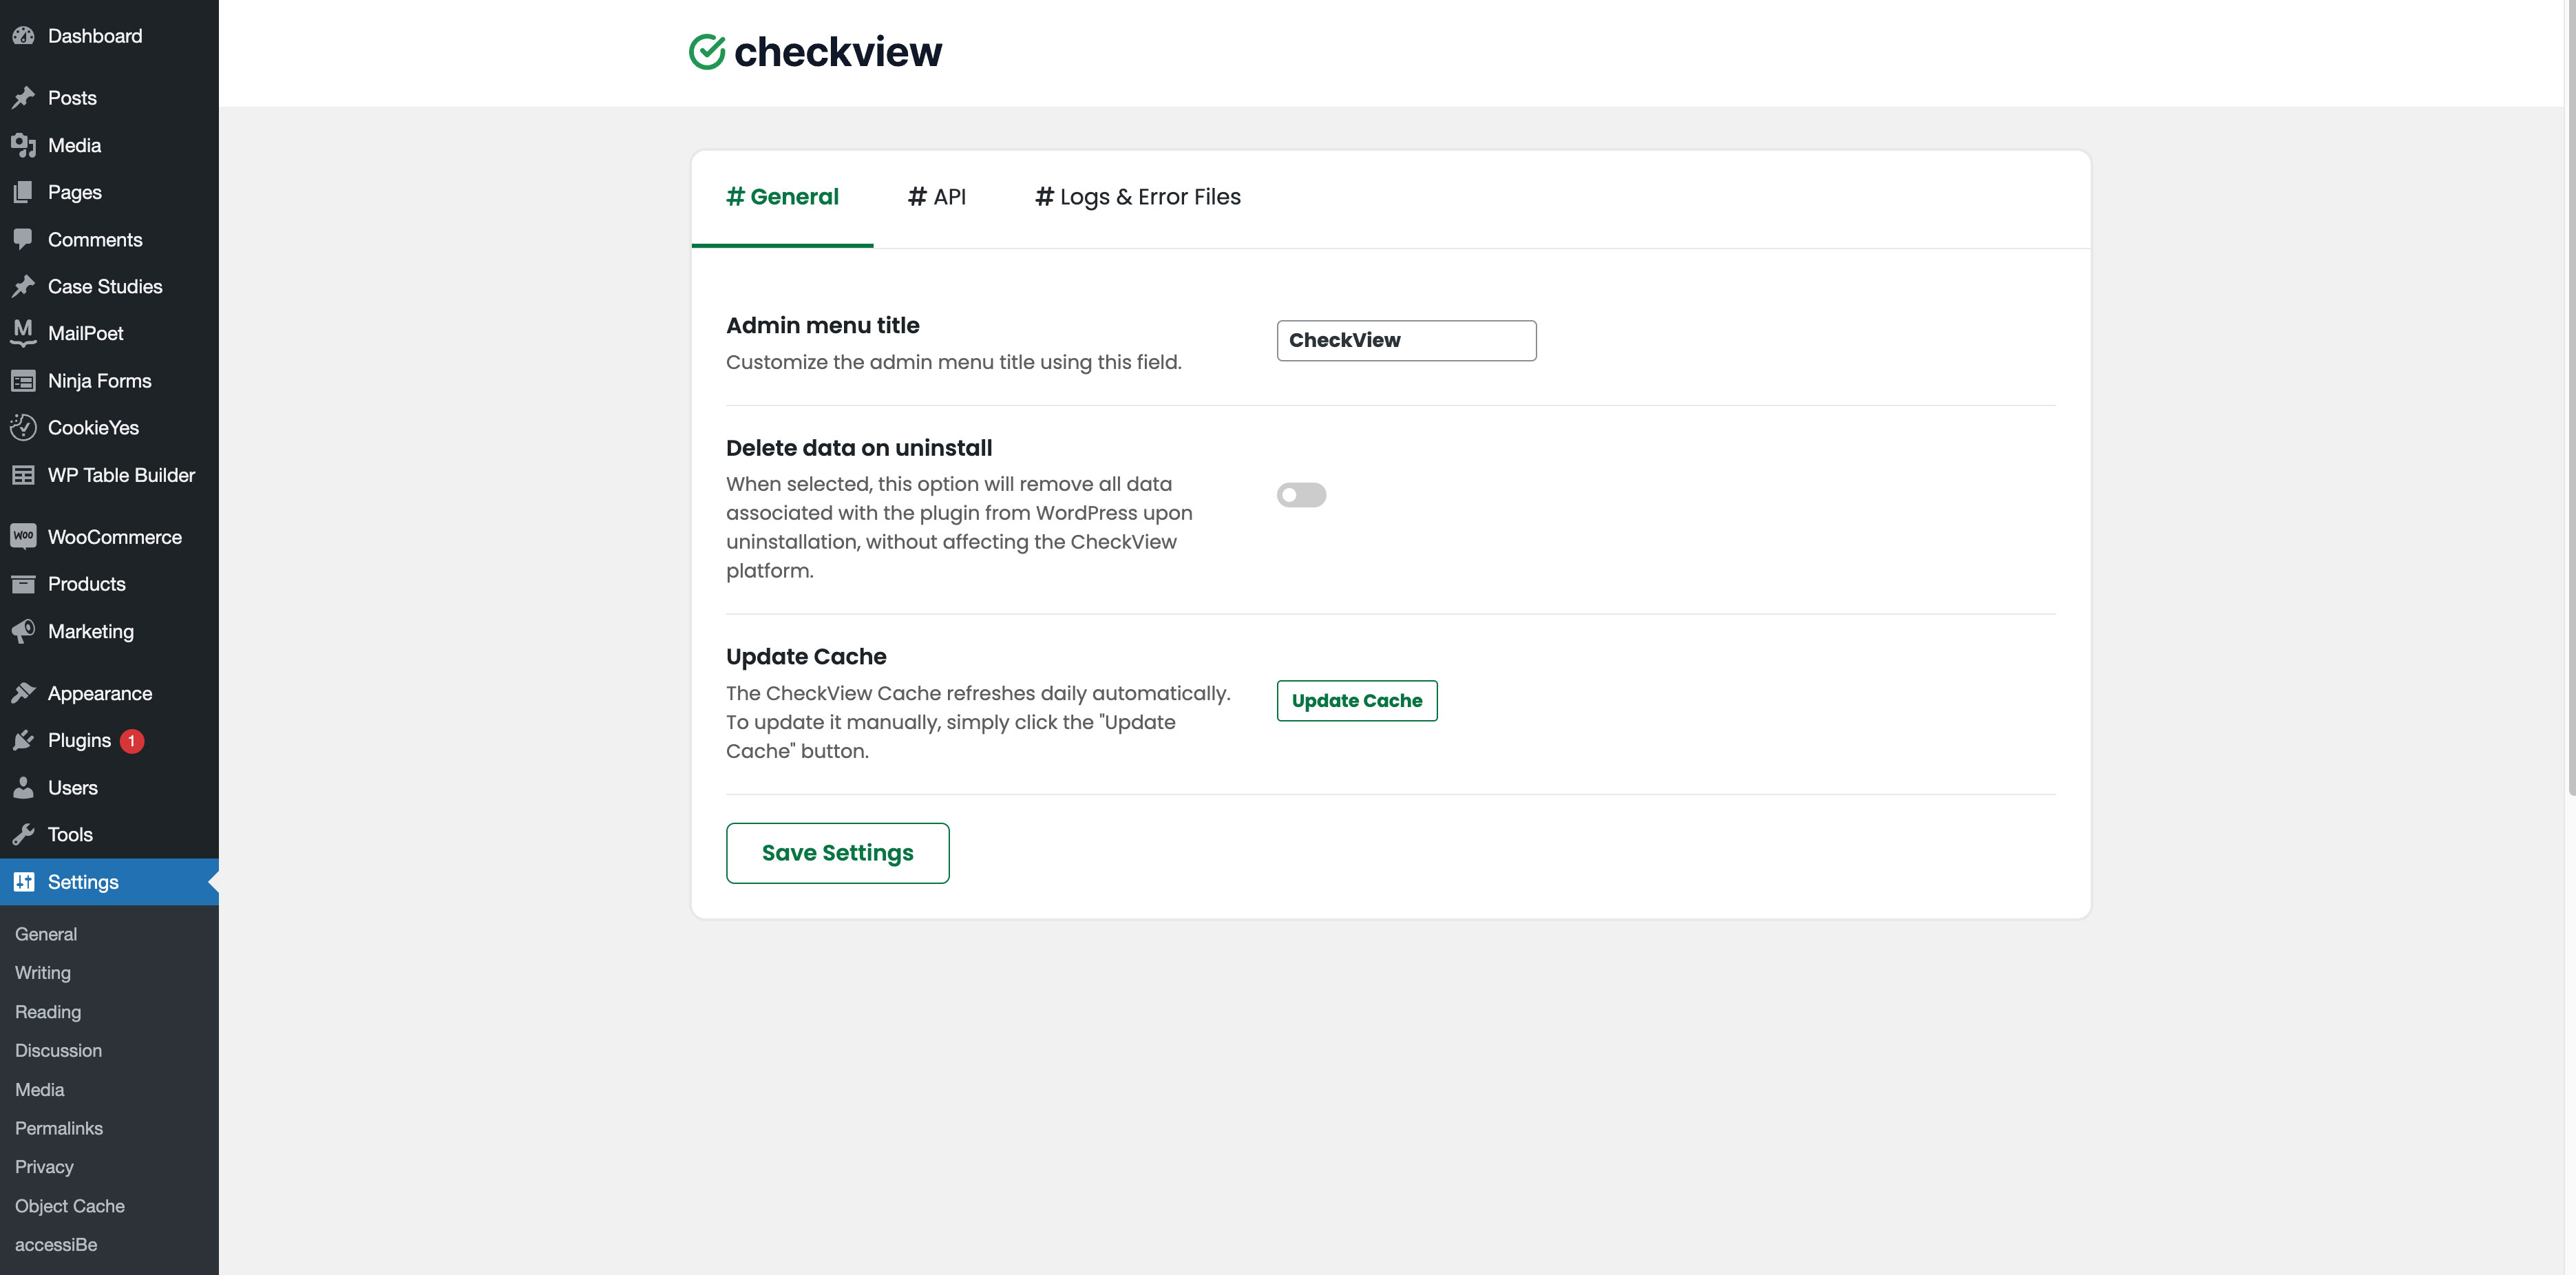 Dashboard
Posts
Media
Pages
Comments
Case Studies
MailPoet
Ninja Forms
CookieYes
WP Table Builder
WooCommerce
Products
Marketing
Appearance
Plugins 1
Users
Tools
Settings
General
Writing
Reading
Discussion
Media
Permalinks
Privacy
Object Cache
accessiBe
checkview
# General # API # Logs & Error Files
Admin menu title
Customize the admin menu title using this field.
CheckView
Delete data on uninstall
When selected, this option will remove all data
associated with the plugin from WordPress upon
uninstallation, without affecting the CheckView
platform.
Update Cache
The CheckView Cache refreshes daily automatically.
To update it manually, simply click the "Update
Cache" button.
Update Cache
Save Settings